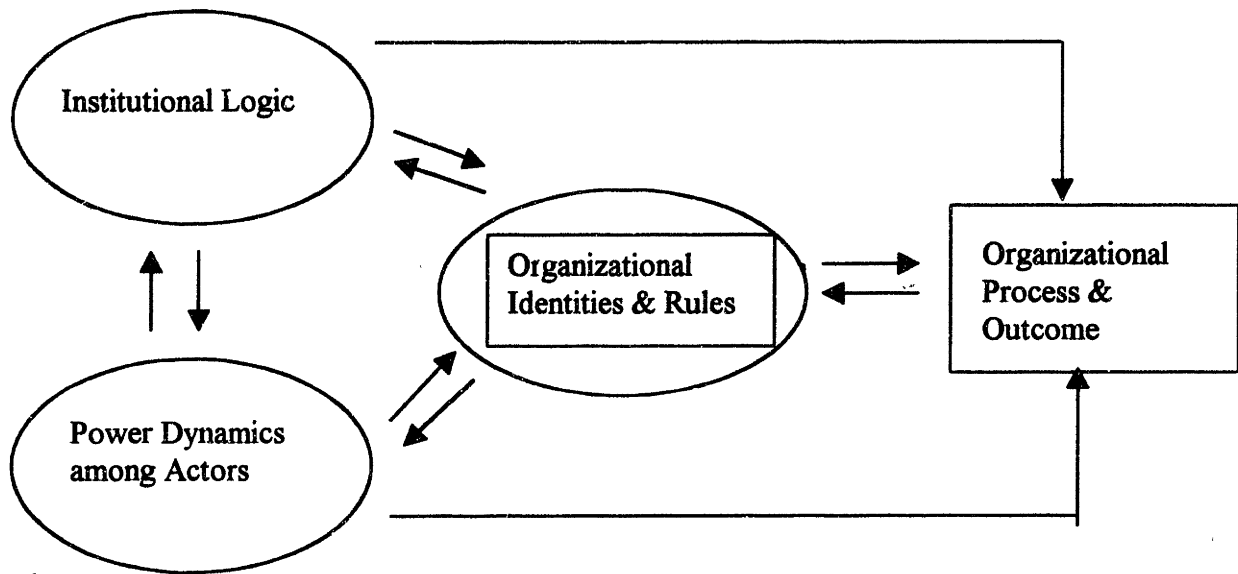 Institutional Logic
Organizational
Identities & Rules
Organizational
Process &
Outcome
Power Dynamics
among Actors